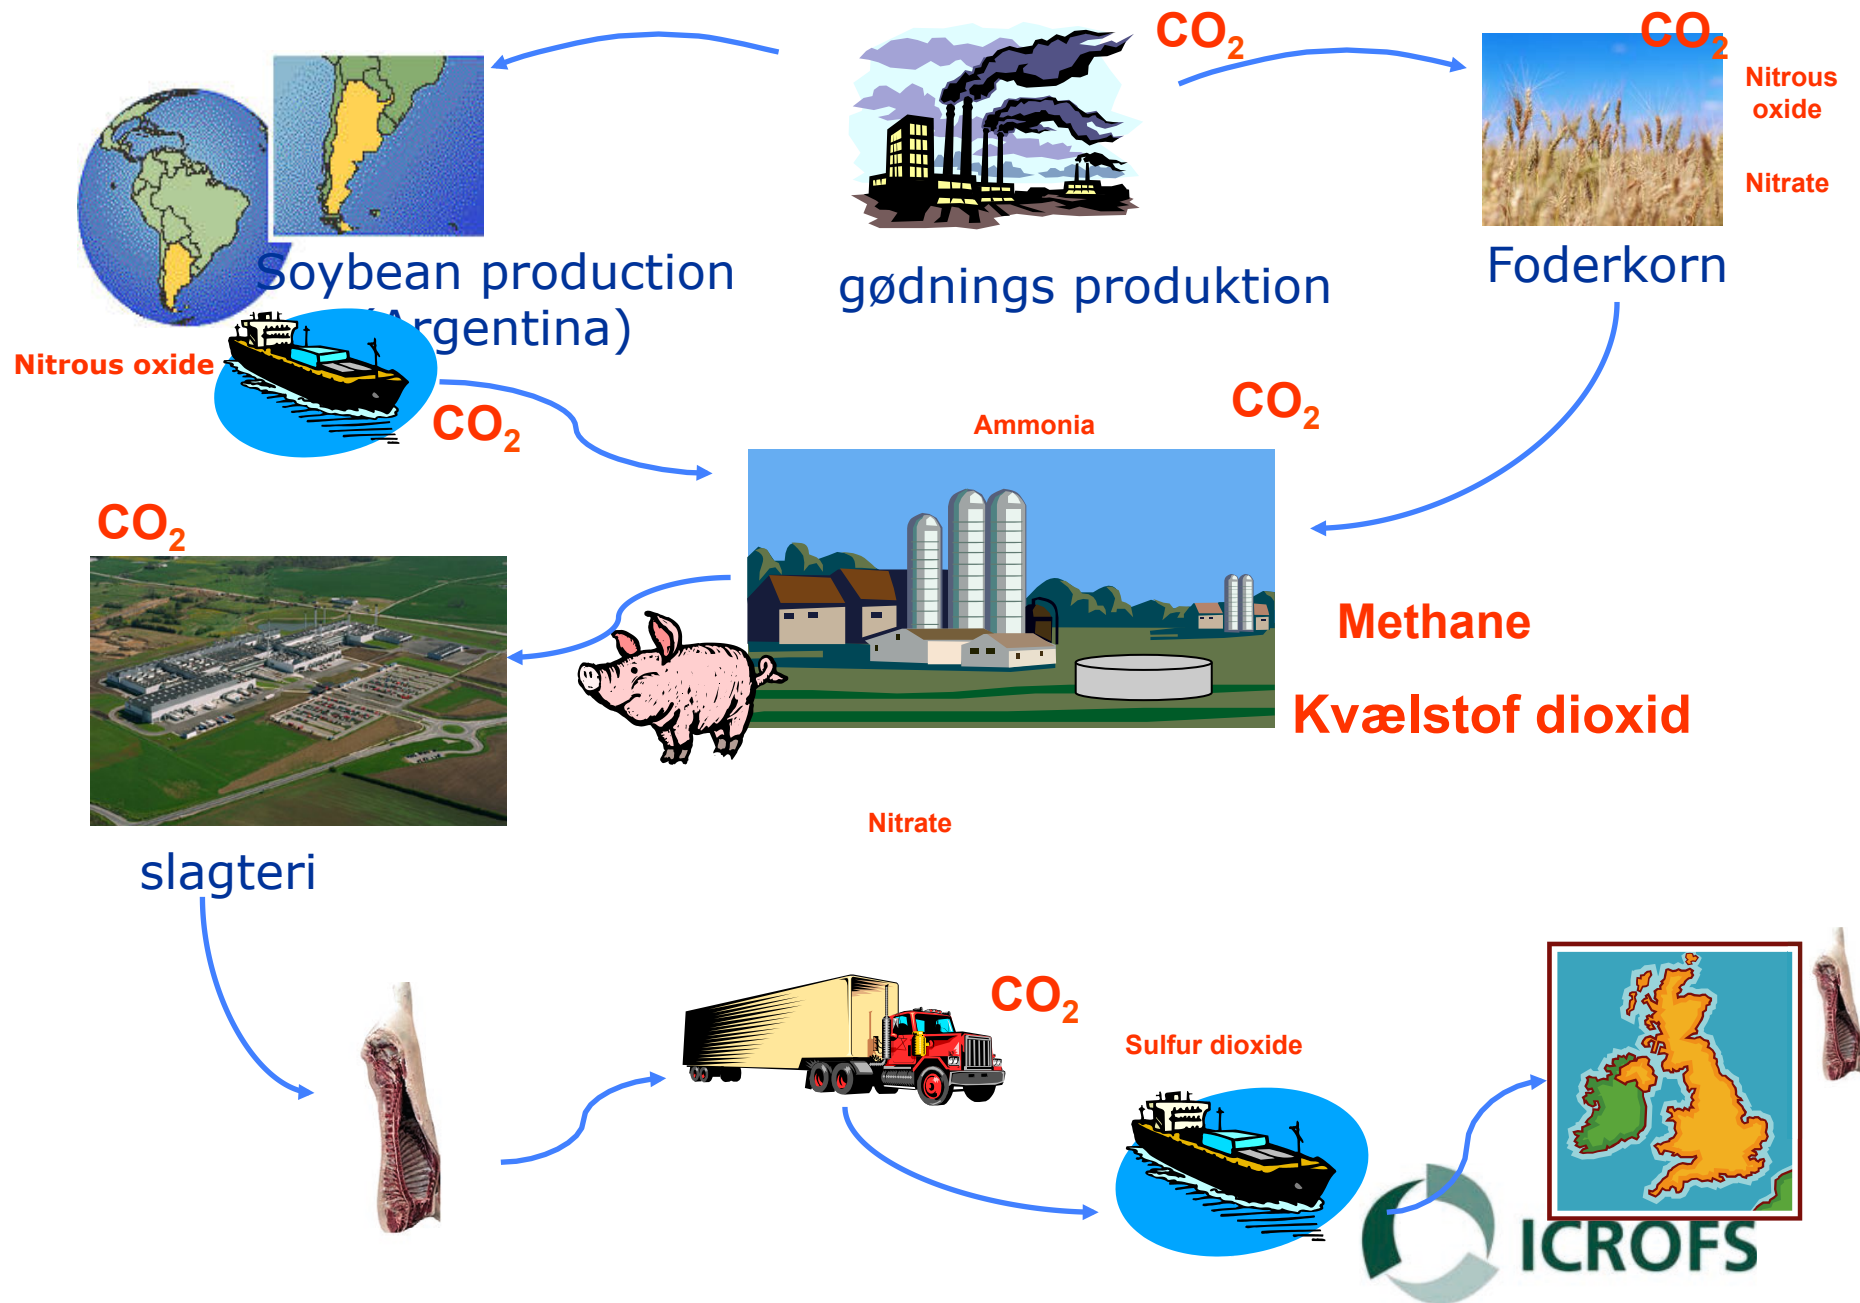 CO2
CO2
Nitrous
oxide
Nitrate
Soybean production
(Argentina)
gødnings produktion
Foderkorn
Nitrous oxide
CO2
Ammonia
CO2
CO2
Methane
Kvælstof dioxid
Nitrate
slagteri
CO2
Sulfur dioxide
ICROFS